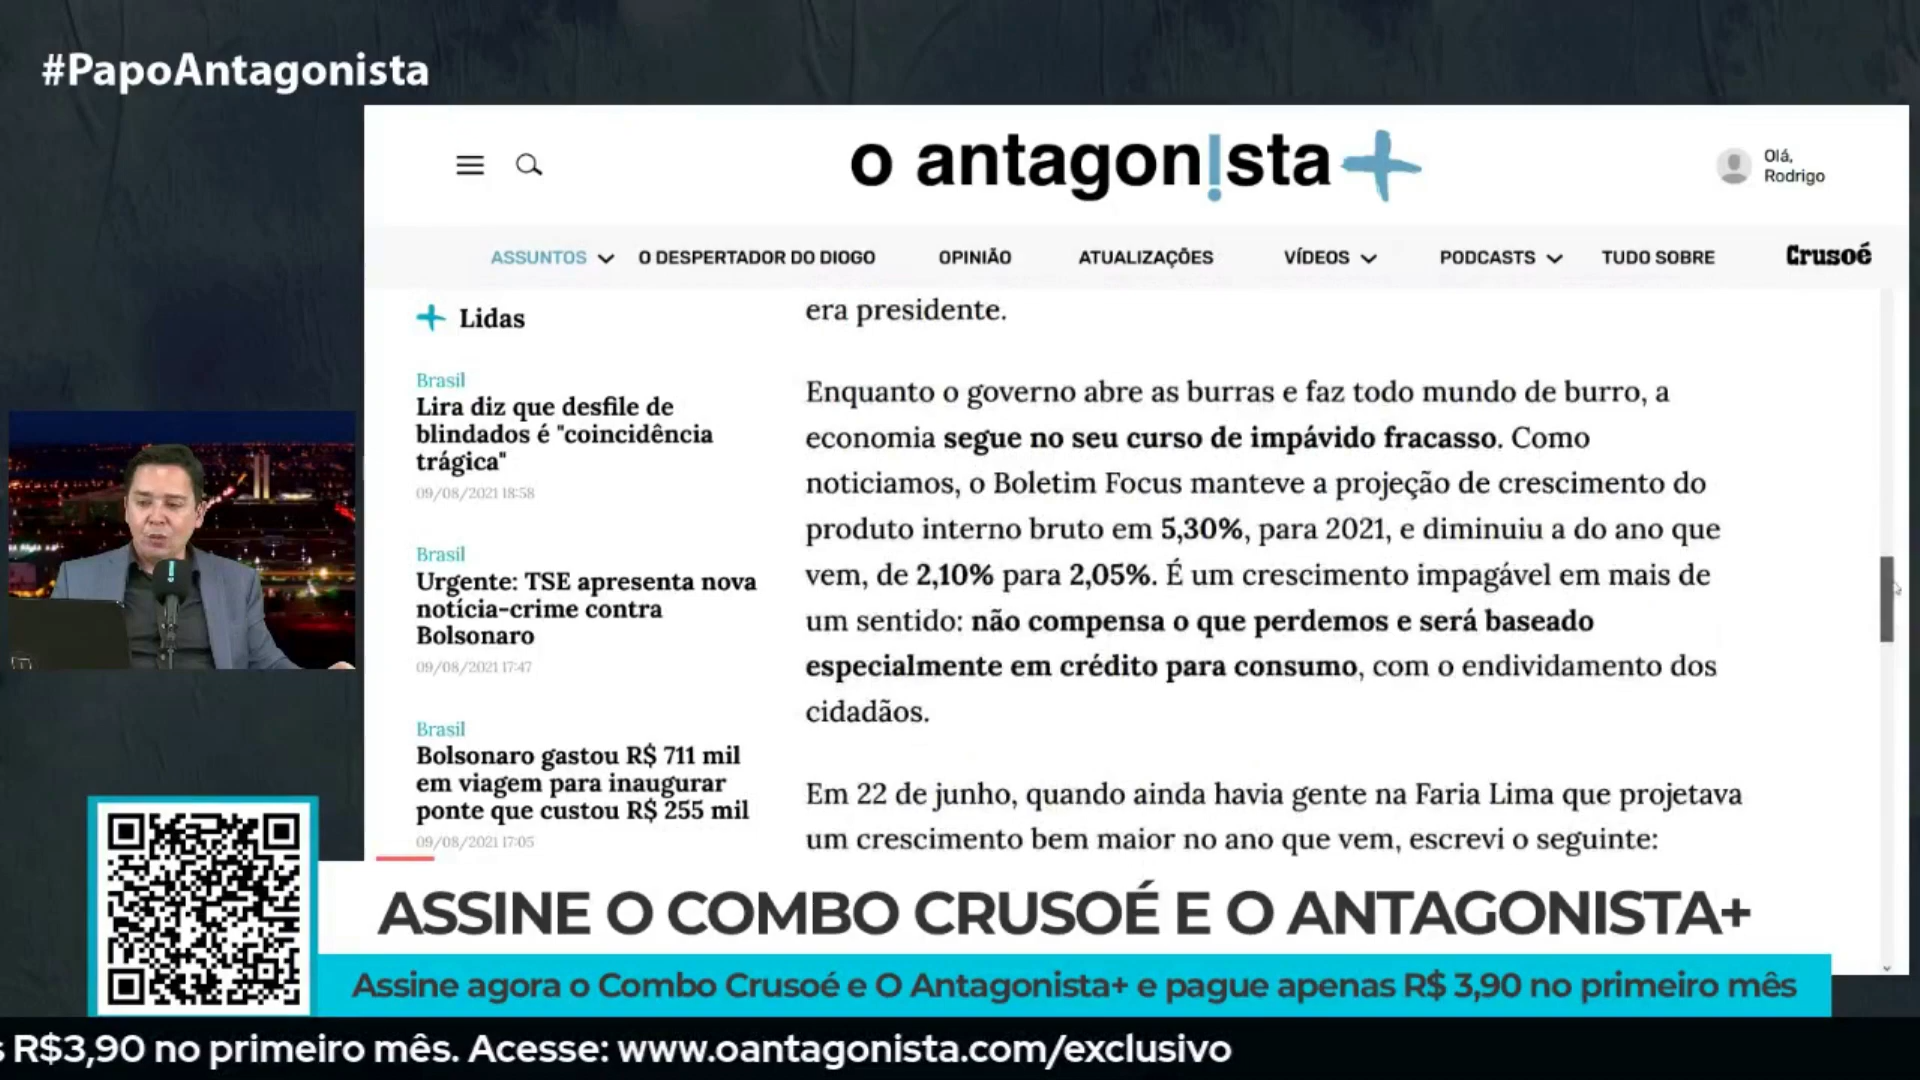 #PapoAntagonista
o antagon!sta+
Olá,
Rodrigo
ASSUNTOS
O DESPERTADOR DO DIOGO
OPINIÃO
ATUALIZAÇÕES
VÍDEOS
PODCASTS
TUDO SOBRE
Crusoé
+ Lidas
Brasil
Lira diz que desfile de
blindados é "coincidência
trágica"
09/08/2021 18:58
Brasil
Urgente: TSE apresenta nova
notícia-crime contra
Bolsonaro
09/08/2021 17:47
Brasil
Bolsonaro gastou R$ 711 mil
em viagem para inaugurar
ponte que custou R$ 255 mil
09/08/2021 17:05
era presidente.
Enquanto o governo abre as burras e faz todo mundo de burro, a
economia segue no seu curso de impávido fracasso. Como
noticiamos, o Boletim Focus manteve a projeção de crescimento do
produto interno bruto em 5,30%, para 2021, e diminuiu a do ano que
vem, de 2,10% para 2,05%. É um crescimento impagável em mais de
um sentido: não compensa o que perdemos e será baseado
especialmente em crédito para consumo, com o endividamento dos
cidadãos.
Em 22 de junho, quando ainda havia gente na Faria Lima que projetava
um crescimento bem maior no ano que vem, escrevi o seguinte:
ASSINE O COMBO CRUSOÉ E O ANTAGONISTA+
Assine agora o Combo Crusoé e O Antagonista+ e pague apenas R$ 3,90 no primeiro mês
s R$3,90 no primeiro mês. Acesse: www.oantagonista.com/exclusivo